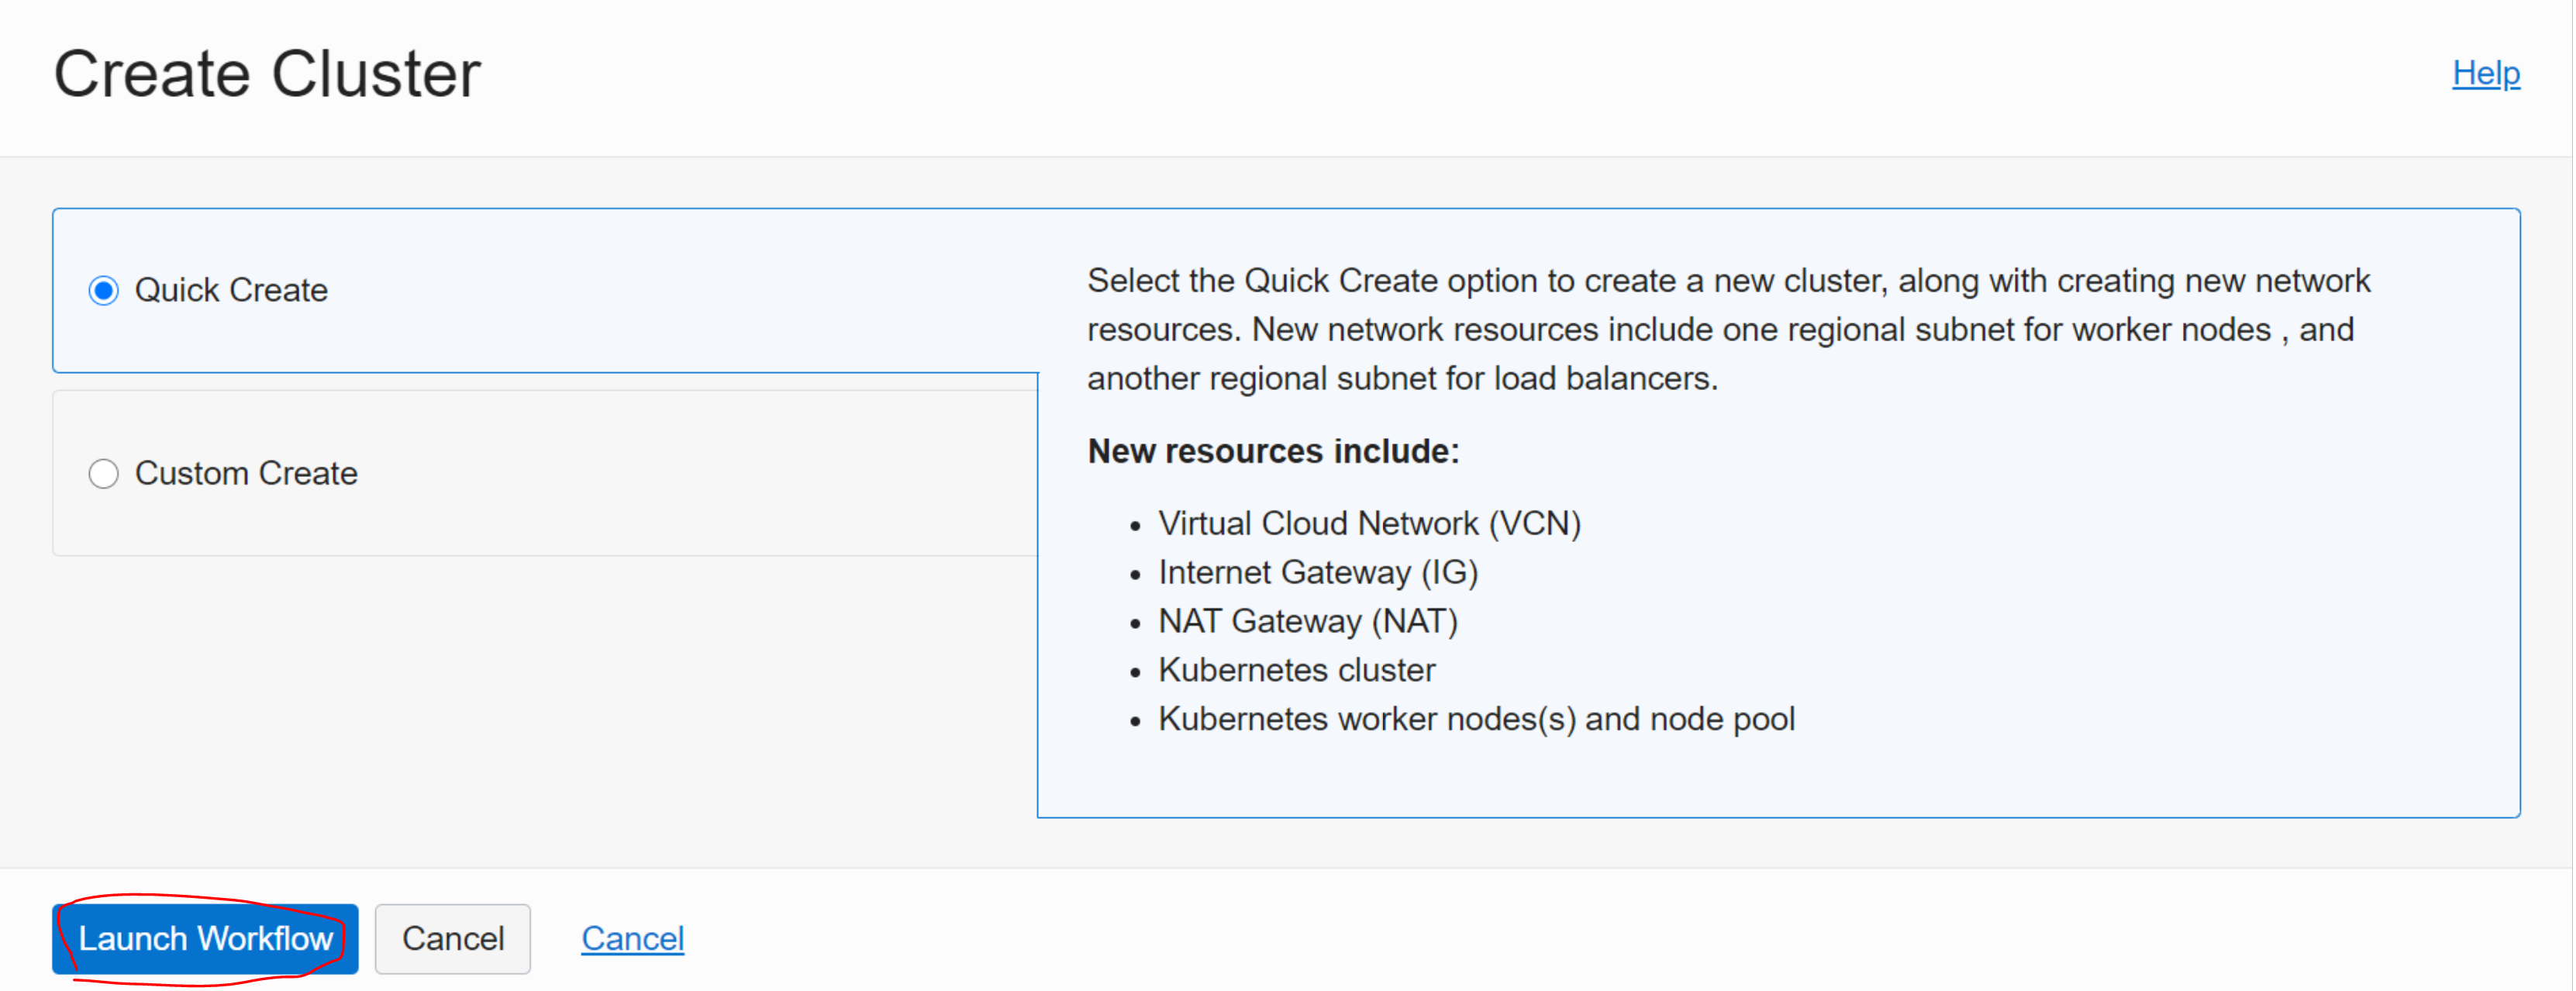 Create Cluster
Help
Quick Create
Custom Create
Select the Quick Create option to create a new cluster, along with creating new network
resources. New network resources include one regional subnet for worker nodes , and
another regional subnet for load balancers.
New resources include:
• Virtual Cloud Network (VCN)
• Internet Gateway (IG)
• NAT Gateway (NAT)
• Kubernetes cluster
• Kubernetes worker nodes(s) and node pool
Launch Workflow
Cancel
Cancel